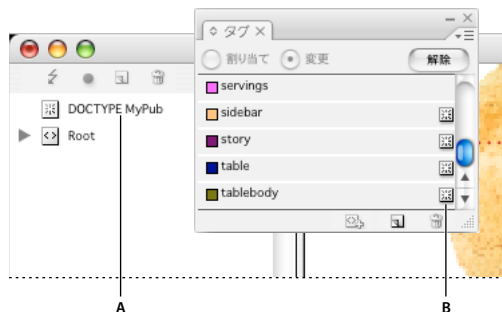 タグ ×
割り当て 変更 解除
servings
DOCTYPE MyPub
sidebar
Root
story
table
tablebody
A B